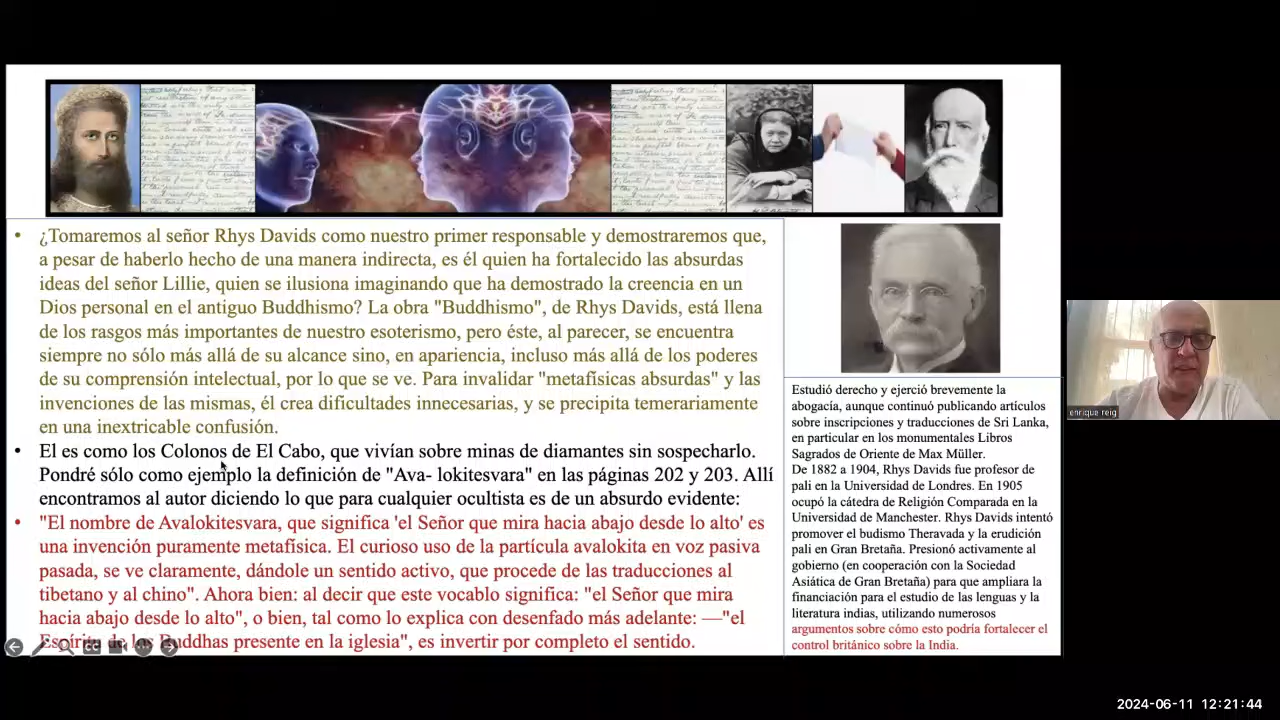 • ¿Tomaremos al señor Rhys Davids como nuestro primer responsable y demostraremos que,
a pesar de haberlo hecho de una manera indirecta, es él quien ha fortalecido las absurdas
ideas del señor Lillie, quien se ilusiona imaginando que ha demostrado la creencia en un
Dios personal en el antiguo Buddhismo? La obra "Buddhismo", de Rhys Davids, está llena
de los rasgos más importantes de nuestro esoterismo, pero éste, al parecer, se encuentra
siempre no sólo más allá de su alcance sino, en apariencia, incluso más allá de los poderes
de su comprensión intelectual, por lo que se ve. Para invalidar "metafísicas absurdas" y las
invenciones de las mismas, él crea dificultades innecesarias, y se precipita temerariamente
en una inextricable confusión.
• El es como los Colonos de El Cabo, que vivían sobre minas de diamantes sin sospecharlo.
Pondré sólo como ejemplo la definición de "Ava- lokitesvara" en las páginas 202 y 203. Allí
encontramos al autor diciendo lo que para cualquier ocultista es de un absurdo evidente:
• "El nombre de Avalokitesvara, que significa 'el Señor que mira hacia abajo desde lo alto' es
una invención puramente metafísica. El curioso uso de la partícula avalokita en voz pasiva
pasada, se ve claramente, dándole un sentido activo, que procede de las traducciones al
tibetano y al chino". Ahora bien: al decir que este vocablo significa: "el Señor que mira
hacia abajo desde lo alto", o bien, tal como lo explica con desenfado más adelante: —"el
Espíritu de los Buddhas presente en la iglesia", es invertir por completo el sentido.
Estudió derecho y ejerció brevemente la
abogacía, aunque continuó publicando artículos
sobre inscripciones y traducciones de Sri Lanka,
en particular en los monumentales Libros
Sagrados de Oriente de Max Müller.
De 1882 a 1904, Rhys Davids fue profesor de
pali en la Universidad de Londres. En 1905
ocupó la cátedra de Religión Comparada en la
Universidad de Manchester. Rhys Davids intentó
promover el budismo Theravada y la erudición
pali en Gran Bretaña. Presionó activamente al
gobierno (en cooperación con la Sociedad
Asiática de Gran Bretaña) para que ampliara la
financiación para el estudio de las lenguas y la
literatura indias, utilizando numerosos
argumentos sobre cómo esto podría fortalecer el
control británico sobre la India.
enrique reig
2024-06-11 12:21:44